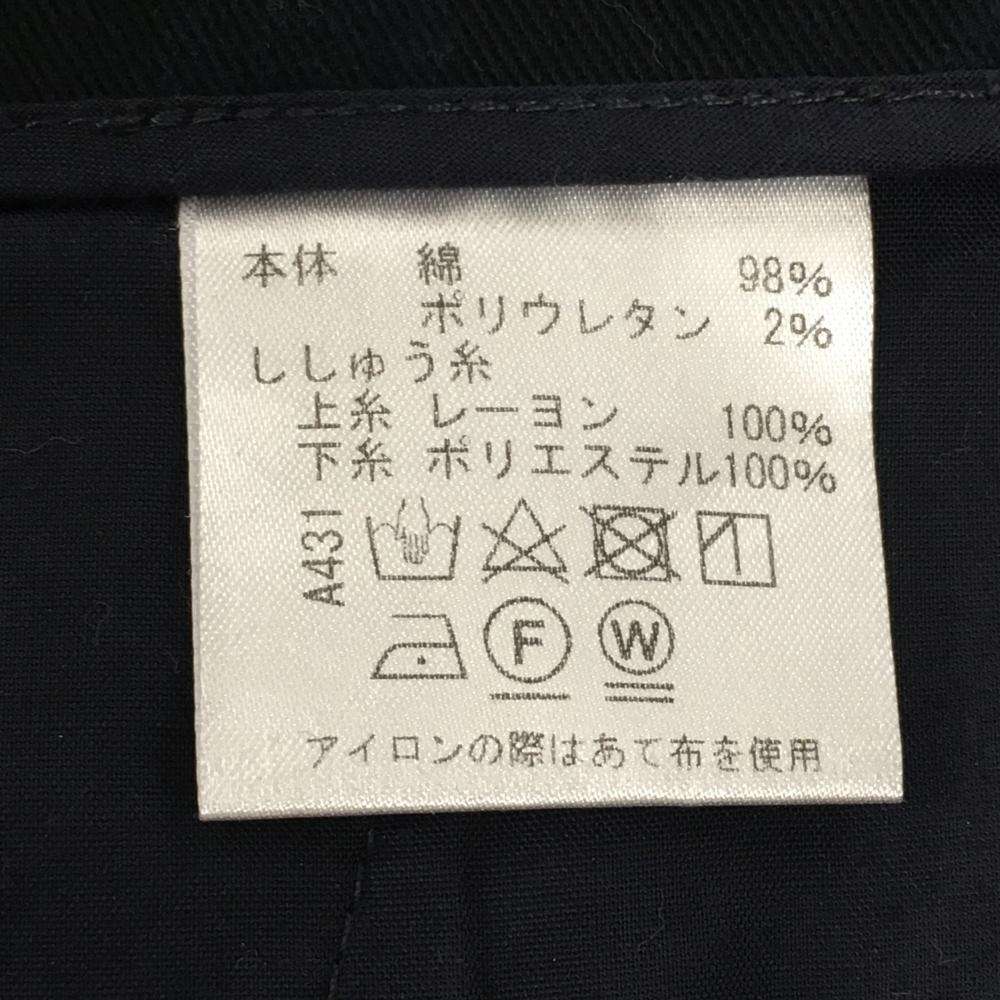 本体 綿 98%
ポリウレタン 2%
ししゅう糸
上糸 レーヨン 100%
下糸 ポリエステル100%
A431
F W
アイロンの際はあて布を使用